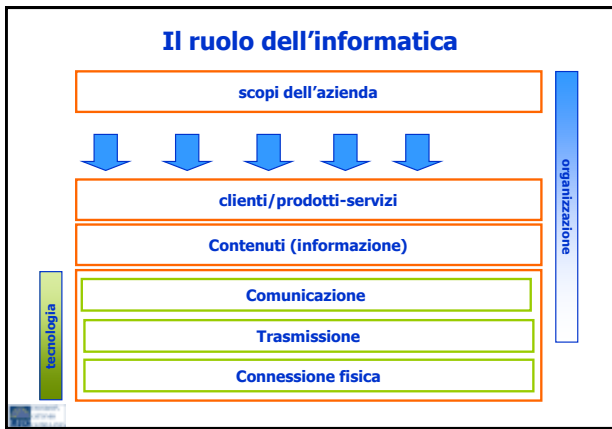 Il ruolo dell'informatica
scopi dell'azienda
organizzazione
clienti/prodotti-servizi
Contenuti (informazione)
tecnologia
Comunicazione
Trasmissione
Connessione fisica